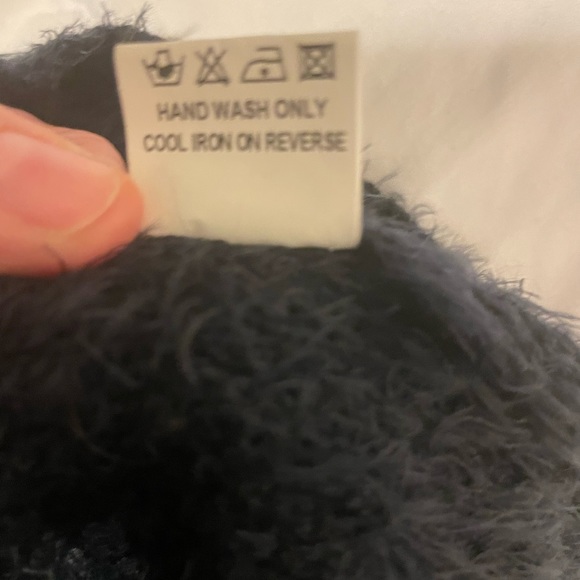 HAND WASH ONLY
COOL IRON ON REVERSE